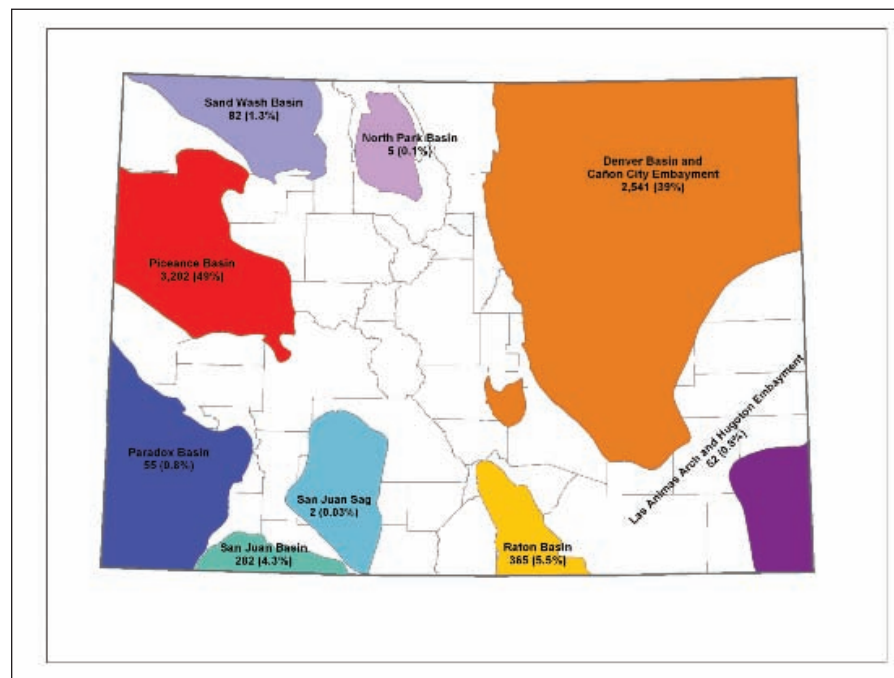 Sand Wash Basin
82 (1.3%)
North Park Basin
5 (0.1%)
Denver Basin and
Cañon City Embayment
2,541 (39%)
Piceance Basin
3,202 (49%)
Las Animas Arch and Hugoton Embayment
52 (0.8%)
Paradox Basin
55 (0.8%)
San Juan Sag
2 (0.03%)
San Juan Basin
282 (4.3%)
Raton Basin
365 (5.5%)